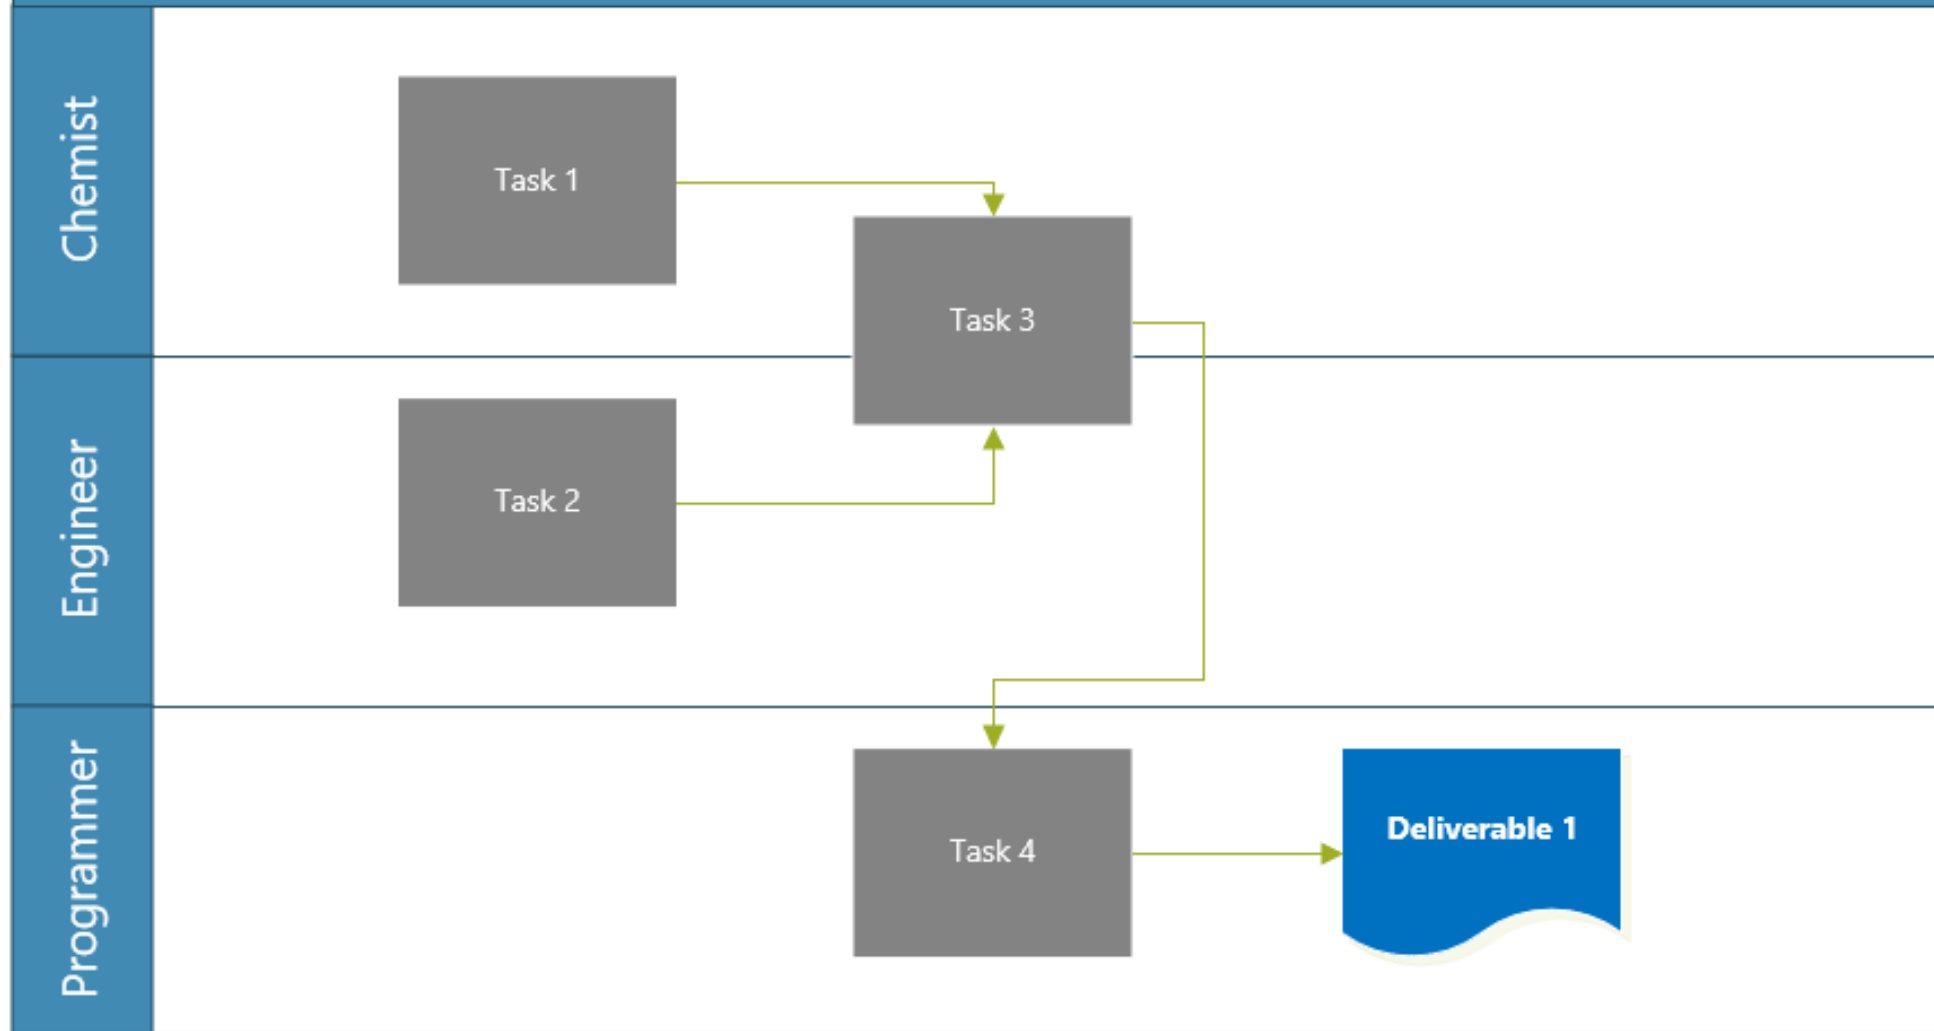 Chemist
Task 1
Task 3
Engineer
Task 2
Programmer
Task 4
Deliverable 1